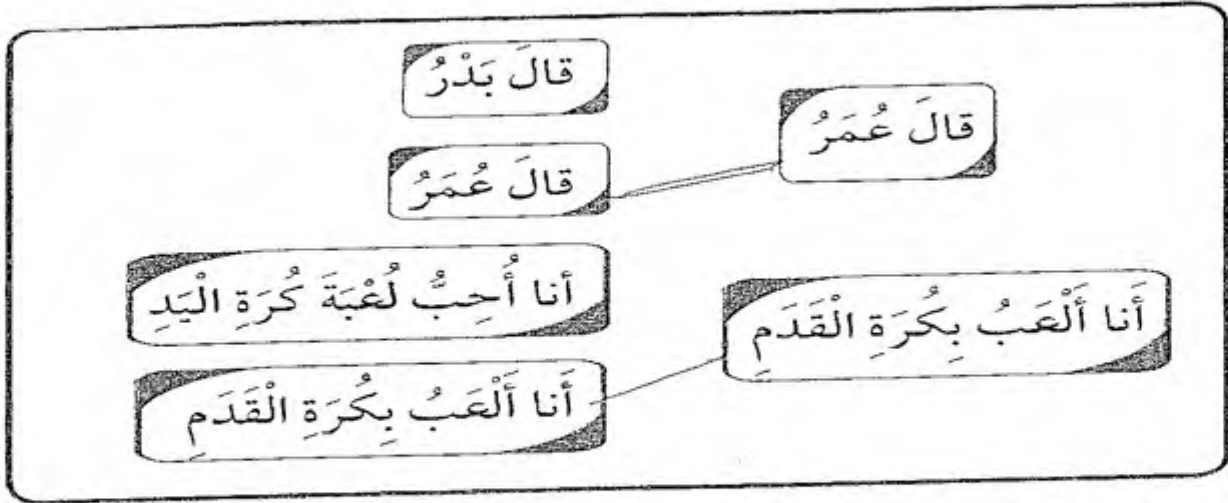 قالَ عُمَرُ
قالَ بَدْرُ
قالَ عُمَرُ
أَنا أَلْعَبُ بِكُرَةِ الْقَدَمِ
أنا أُحِبُّ لُعْبَةَ كُرَةِ الْيَدِ
أَنا أَلْعَبُ بِكُرَةِ الْقَدَمِ